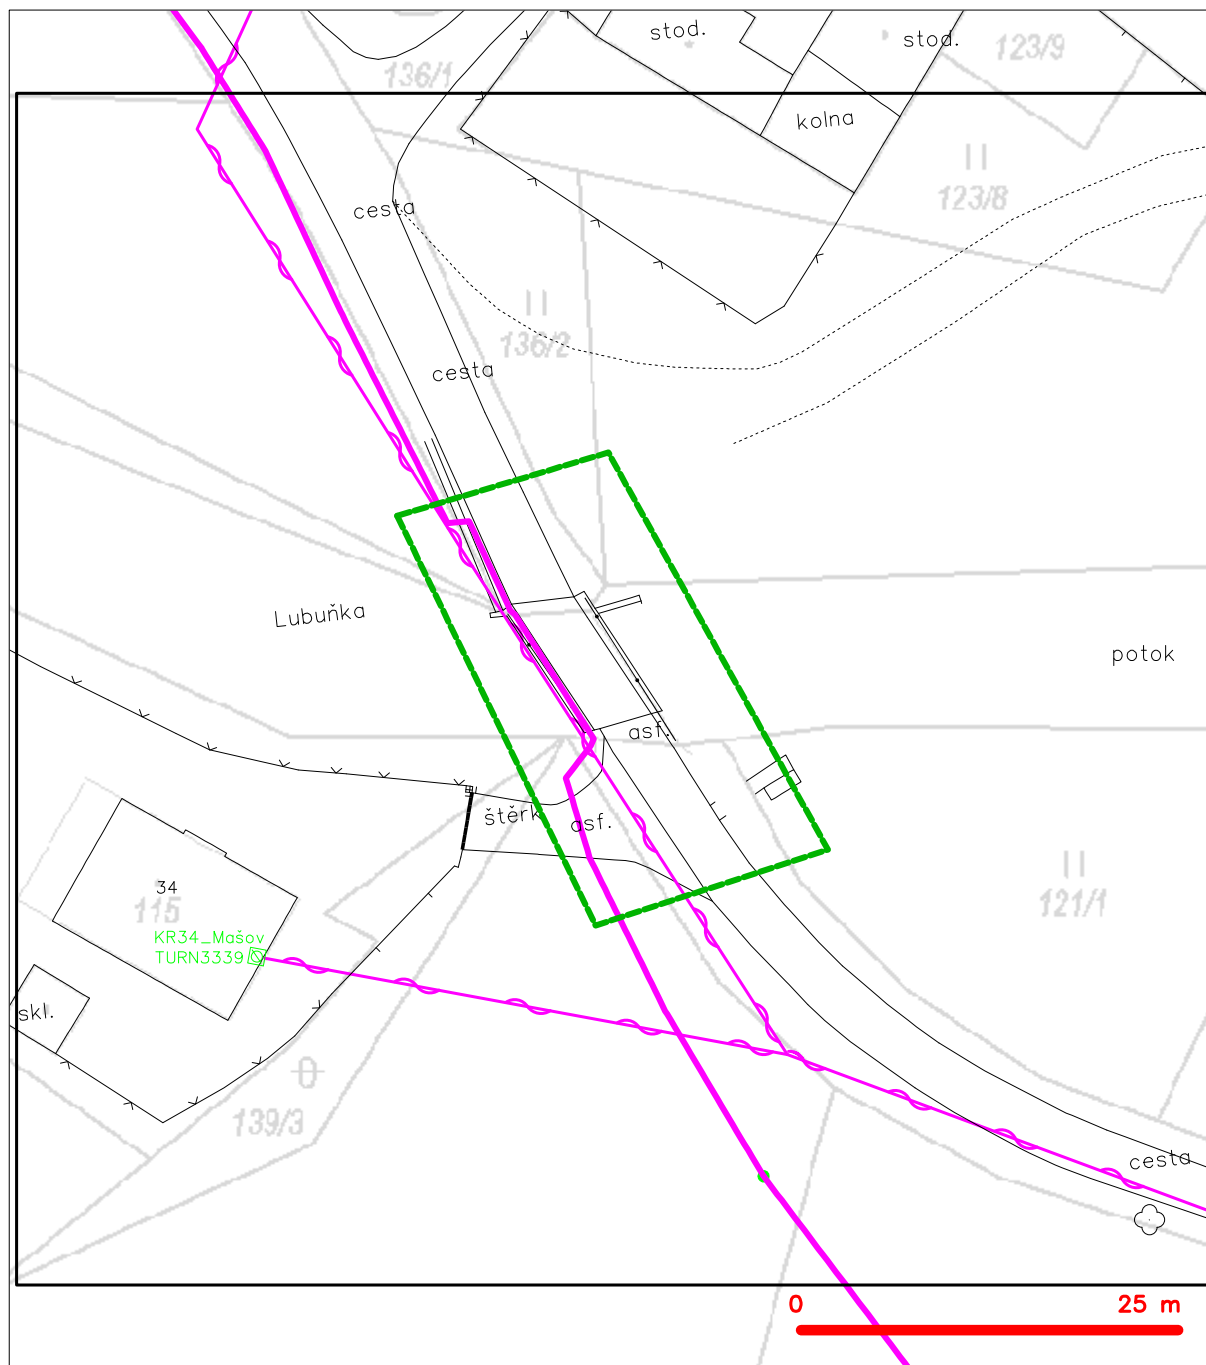 stod.
stod.
123/9
136/1
kolna
123/8
cesta
136/2
cesta
Lubuňka
potok
asf.
štěrk
asf.
34
115
121/1
KR34_Mašov
TURN3339
skl.
139/3
cesta
0
25 m